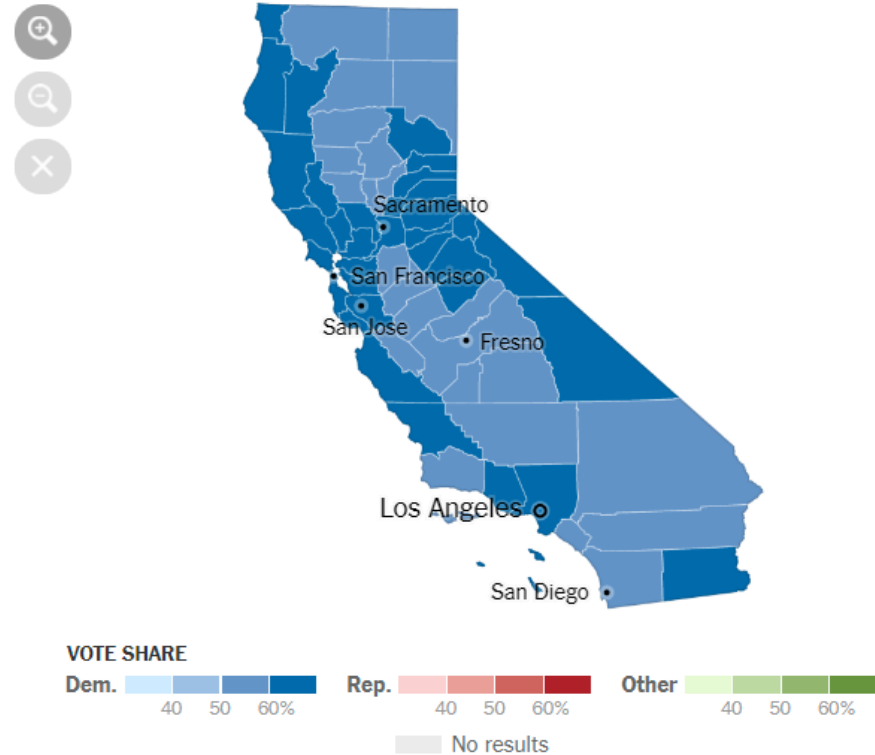 Sacramento
San Francisco
San Jose
Fresno
Los Angeles
San Diego
VOTE SHARE
Dem. Rep. Other
40 50 60% 40 50 60% 40 50 60%
No results